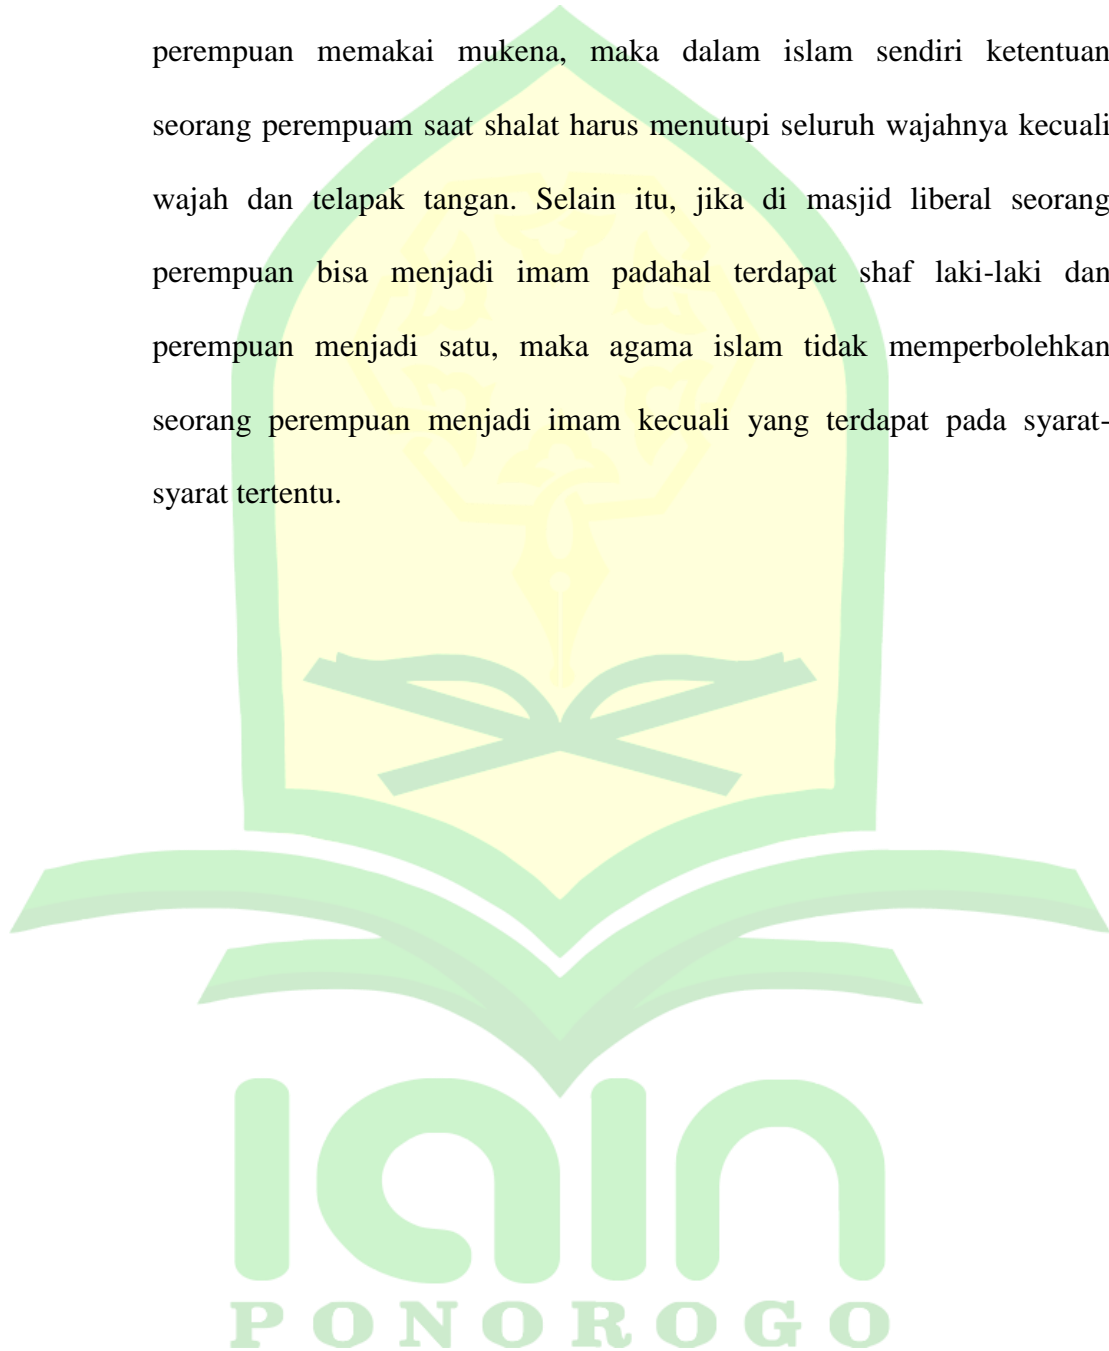 perempuan memakai mukena, maka dalam islam sendiri ketentuan
seorang perempuam saat shalat harus menutupi seluruh wajahnya kecuali
wajah dan telapak tangan. Selain itu, jika di masjid liberal seorang
perempuan bisa menjadi imam padahal terdapat shaf laki-laki dan
perempuan menjadi satu, maka agama islam tidak memperbolehkan
seorang perempuan menjadi imam kecuali yang terdapat pada syarat-
syarat tertentu.
iain
PONOROGO